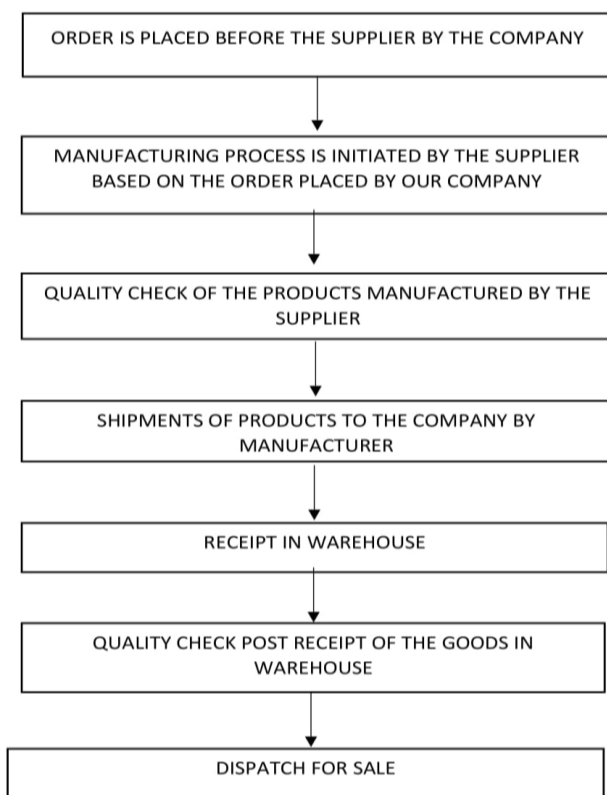 ORDER IS PLACED BEFORE THE SUPPLIER BY THE COMPANY
MANUFACTURING PROCESS IS INITIATED BY THE SUPPLIER
BASED ON THE ORDER PLACED BY OUR COMPANY
QUALITY CHECK OF THE PRODUCTS MANUFACTURED BY THE
SUPPLIER
SHIPMENTS OF PRODUCTS TO THE COMPANY BY
MANUFACTURER
RECEIPT IN WAREHOUSE
QUALITY CHECK POST RECEIPT OF THE GOODS IN
WAREHOUSE
DISPATCH FOR SALE